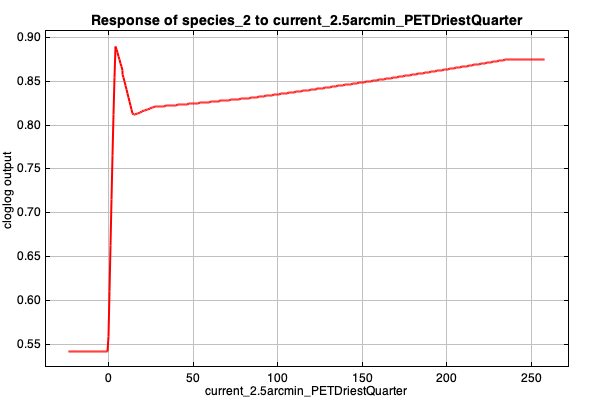 Response of species_2 to current_2.5arcmin_PETDriestQuarter
cloglog output
0.90
0.85
0.80
0.75
0.70
0.65
0.60
0.55
0 50 100 150 200 250
current_2.5arcmin_PETDriestQuarter